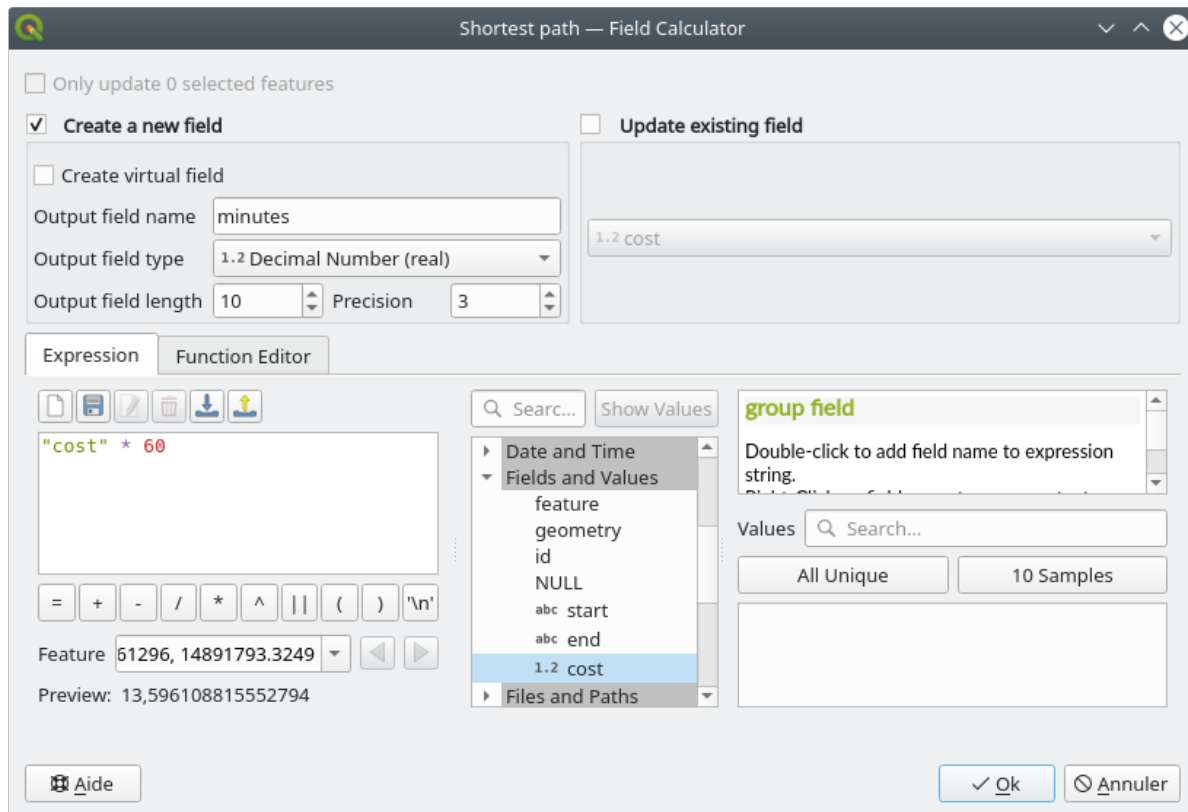 Shortest path — Field Calculator
Only update 0 selected features
Create a new field
Update existing field
Create virtual field
Output field name minutes
Output field type 1.2 Decimal Number (real)
1.2 cost
Output field length 10 Precision 3
Expression Function Editor
Searc... Show Values
"cost" * 60
Date and Time
Fields and Values
feature
geometry
id
NULL
abc start
abc end
1.2 cost
Files and Paths
group field
Double-click to add field name to expression
string.
Values Search...
All Unique 10 Samples
= + - / * ^ || ( ) '\n'
Feature 61296, 14891793.3249
Preview: 13,596108815552794
Aide Ok Annuler